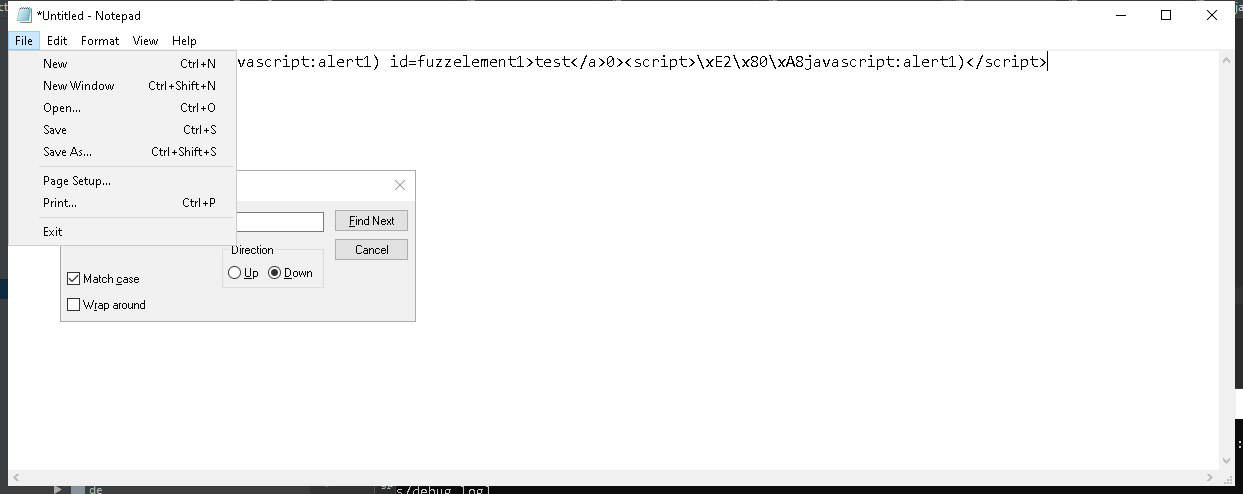 *Untitled - Notepad
File Edit Format View Help
New Ctrl+N
New Window Ctrl+Shift+N
Open... Ctrl+O
Save Ctrl+S
Save As... Ctrl+Shift+S
Page Setup...
Print... Ctrl+P
Exit
vascript:alert1) id=fuzzelement1>test</a>0><script>\xE2\x80\xA8javascript:alert1)</script>
Find Next
Cancel
Direction
Up Down
Match case
Wrap around
de
s/debug.log]